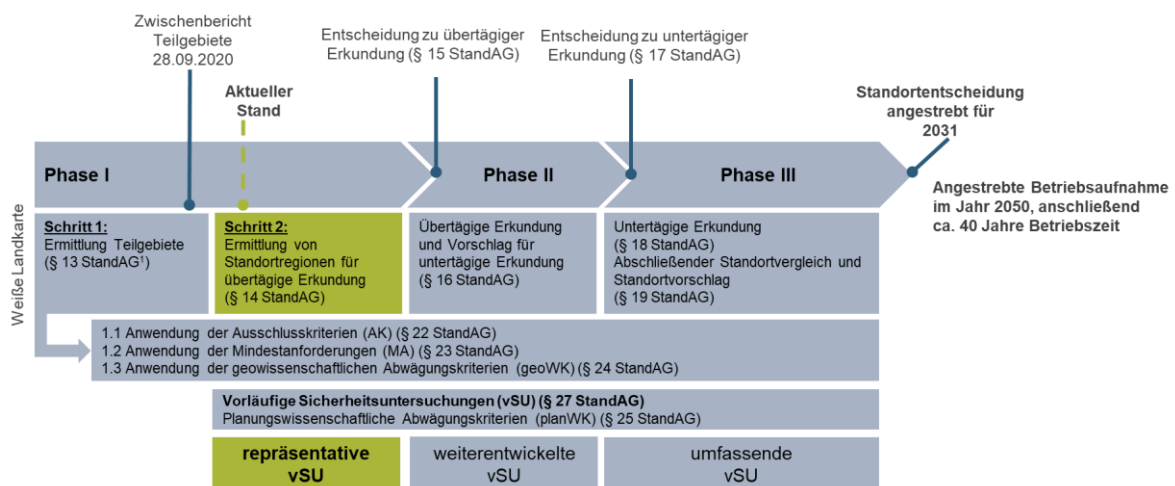 Zwischenbericht
Teilgebiete
28.09.2020
Aktueller
Stand
Entscheidung zu übertägiger
Erkundung (§ 15 StandAG)
Entscheidung zu untertägiger
Erkundung (§ 17 StandAG)
Standortentscheidung
angestrebt für
2031
Phase I
Phase II
Phase III
Angestrebte Betriebsaufnahme
im Jahr 2050, anschließend
ca. 40 Jahre Betriebszeit
Weiße Landkarte
Schritt 1:
Ermittlung Teilgebiete
(§ 13 StandAG¹)
Schritt 2:
Ermittlung von
Standortregionen für
übertägige Erkundung
(§ 14 StandAG)
Übertägige Erkundung
und Vorschlag für
untertägige Erkundung
(§ 16 StandAG)
Untertägige Erkundung
(§ 18 StandAG)
Abschließender Standortvergleich und
Standortvorschlag
(§ 19 StandAG)
1.1 Anwendung der Ausschlusskriterien (AK) (§ 22 StandAG)
1.2 Anwendung der Mindestanforderungen (MA) (§ 23 StandAG)
1.3 Anwendung der geowissenschaftlichen Abwägungskriterien (geoWK) (§ 24 StandAG)
Vorläufige Sicherheitsuntersuchungen (vSU) (§ 27 StandAG)
Planungswissenschaftliche Abwägungskriterien (planWK) (§ 25 StandAG)
repräsentative
vSU
weiterentwickelte
vSU
umfassende
vSU